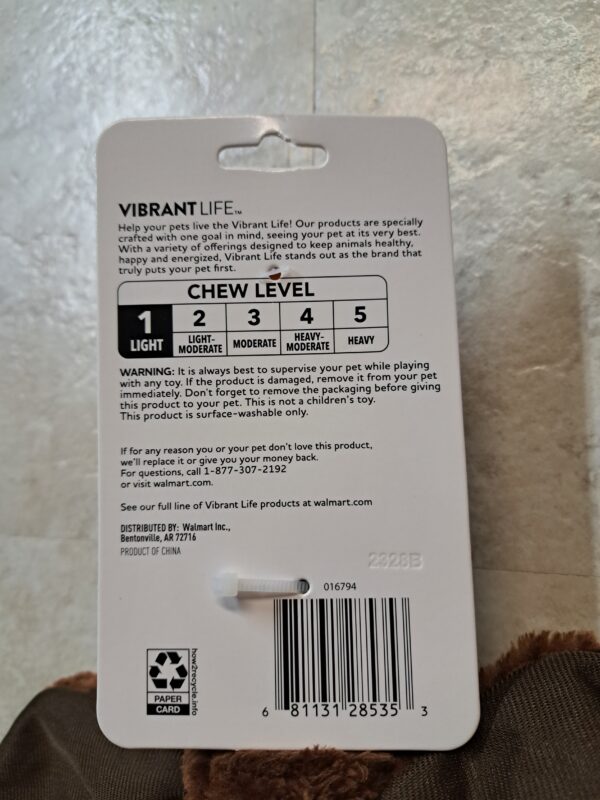 VIBRANT LIFE™
Help your pets live the Vibrant Life! Our products are specially
crafted with one goal in mind, seeing your pet at its very best.
With a variety of offerings designed to keep animals healthy,
happy and energized, Vibrant Life stands out as the brand that
truly puts your pet first.
CHEW LEVEL
1 2 3 4 5
LIGHT LIGHT-MODERATE MODERATE HEAVY-MODERATE HEAVY
WARNING: It is always best to supervise your pet while playing
with any toy. If the product is damaged, remove it from your pet
immediately. Don't forget to remove the packaging before giving
this product to your pet. This is not a children's toy.
This product is surface-washable only.
If for any reason you or your pet don't love this product,
we'll replace it or give you your money back.
For questions, call 1-877-307-2192
or visit walmart.com.
See our full line of Vibrant Life products at walmart.com
DISTRIBUTED BY: Walmart Inc.,
Bentonville, AR 72716
PRODUCT OF CHINA
2328B
016794
how2recycle.info
PAPER
CARD
6 81131 28535 3